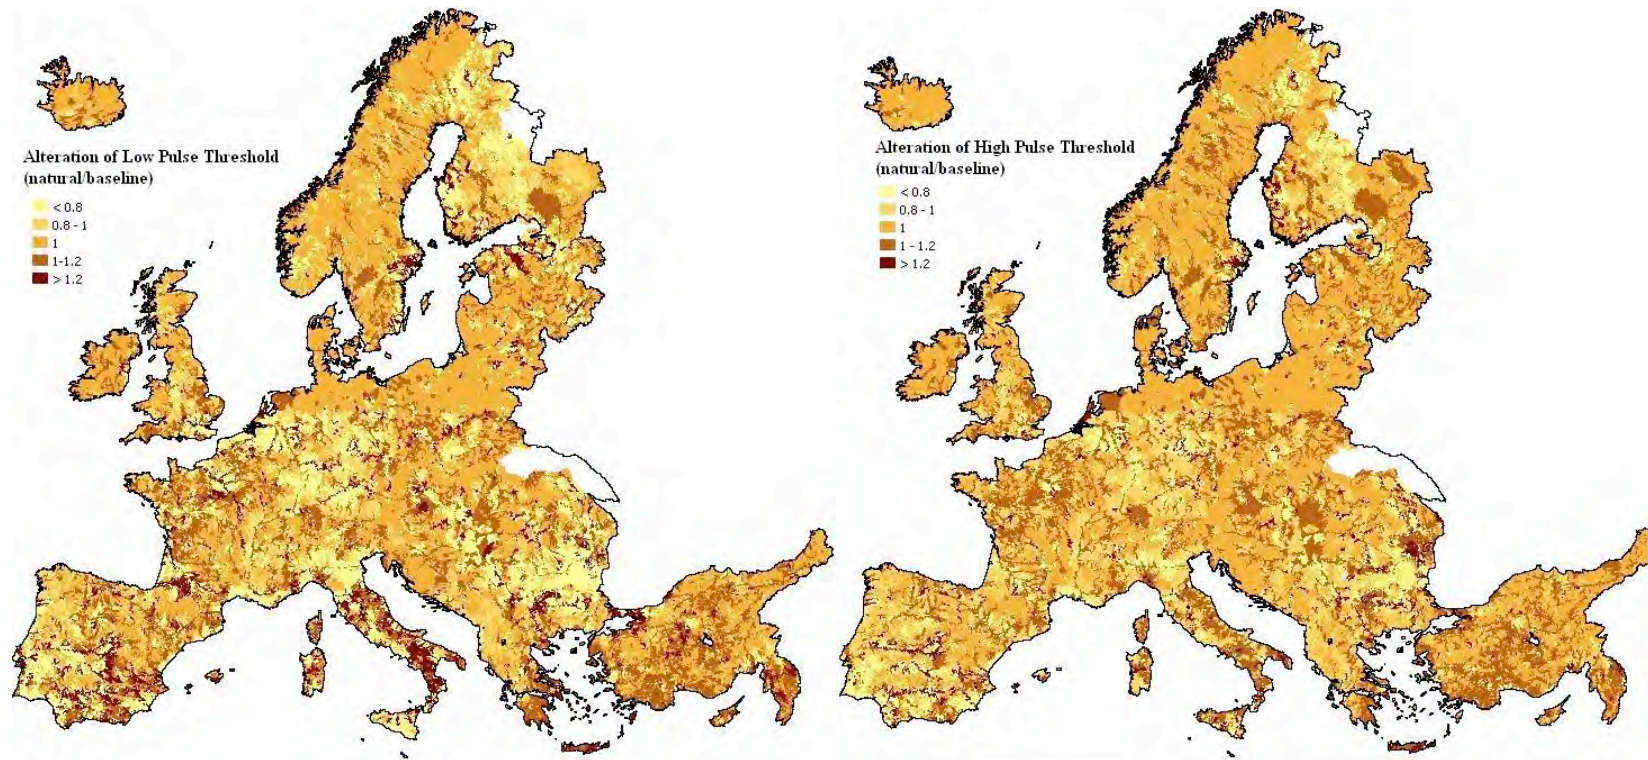 Alteration of Low Pulse Threshold
(natural/baseline)
< 0.8
0.8 - 1
1
1-1.2
> 1.2
Alteration of High Pulse Threshold
(natural/baseline)
< 0.8
0.8 - 1
1
1 - 1.2
> 1.2